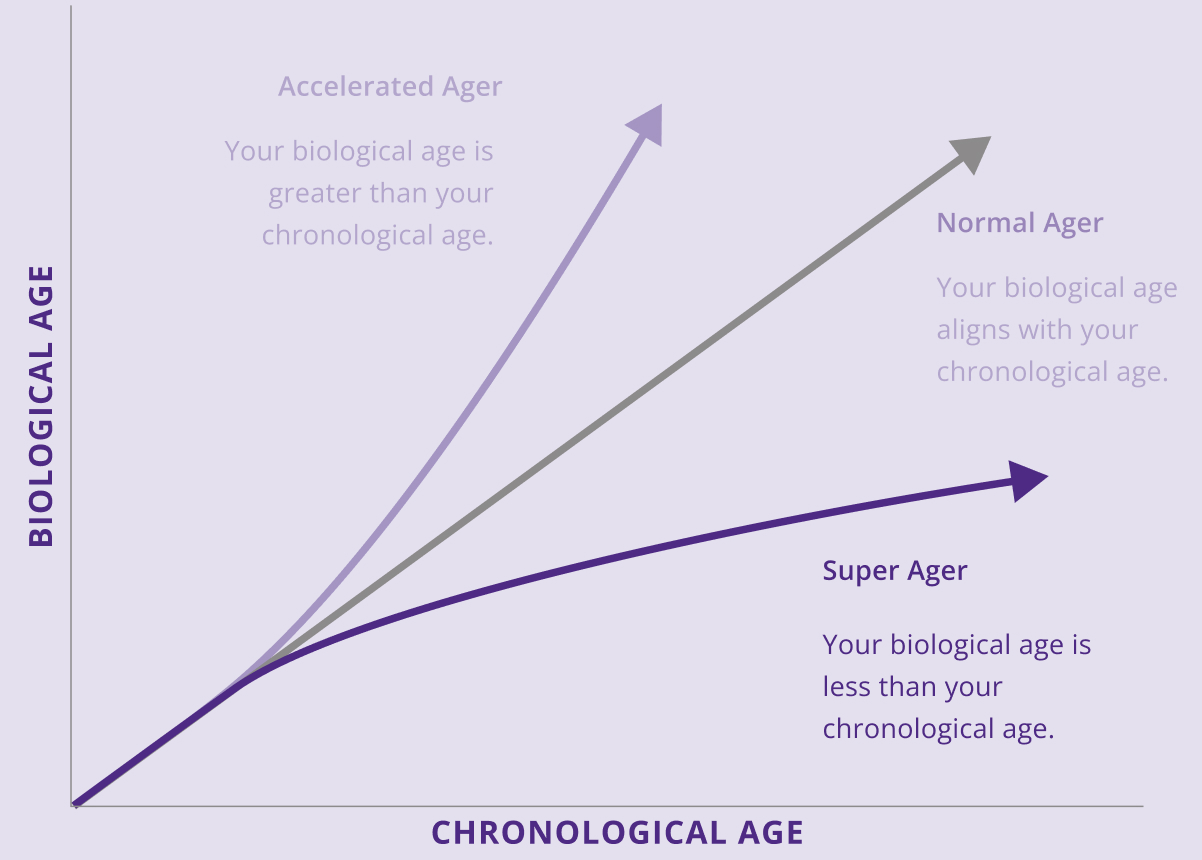 Accelerated Ager
Your biological age is
greater than your
chronological age.
Normal Ager
Your biological age
aligns with your
chronological age.
Super Ager
Your biological age is
less than your
chronological age.
BIOLOGICAL AGE
CHRONOLOGICAL AGE